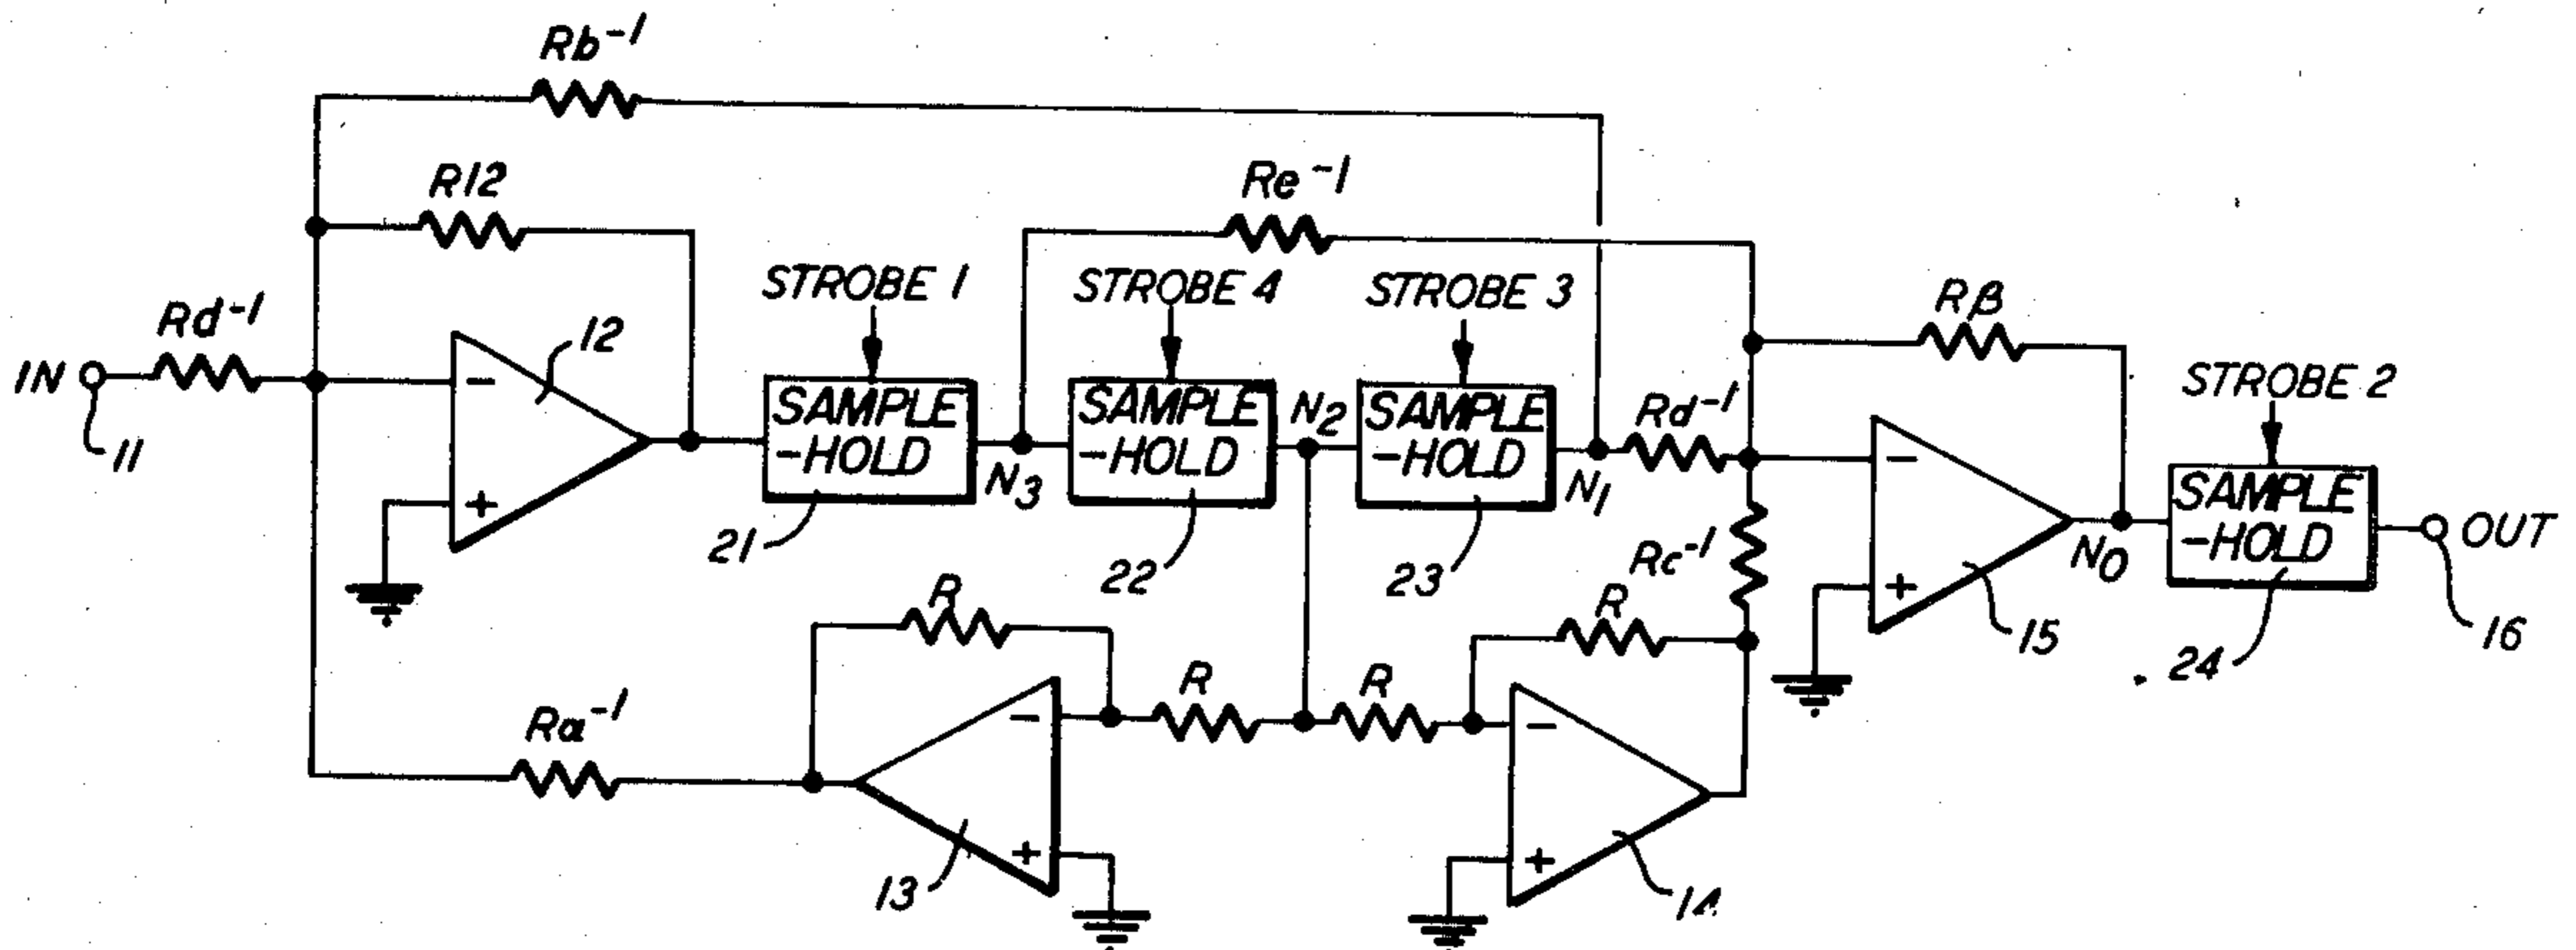 Rb⁻¹
R12
Re⁻¹
STROBE 1
STROBE 4
STROBE 3
Rβ
Rd⁻¹
12
IN
11
SAMPLE
-HOLD
N3
SAMPLE
-HOLD
N2
SAMPLE
-HOLD
N1
Rd⁻¹
STROBE 2
SAMPLE
-HOLD
OUT
N0
21
22
23
Rc⁻¹
15
24
16
R
R
R
R
Ra⁻¹
13
14
-
+
-
+
-
+
-
+